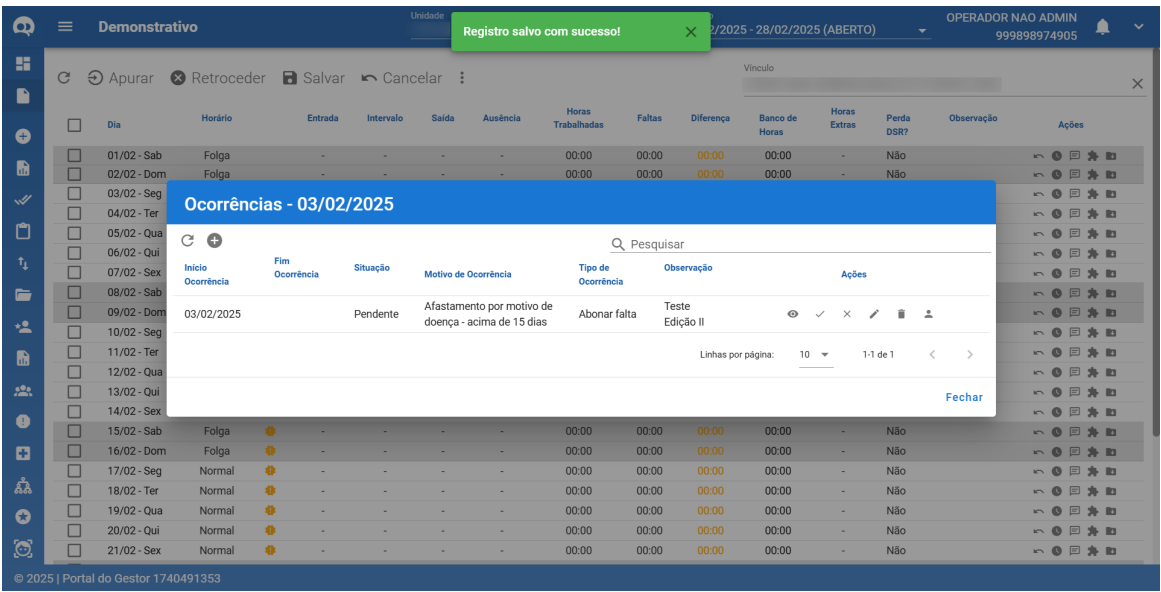 Demonstrativo
Unidade
Registro salvo com sucesso!
/2025 - 28/02/2025 (ABERTO)
OPERADOR NAO ADMIN
999898974905
Apurar Retroceder Salvar Cancelar
Vínculo
Dia Horário Entrada Intervalo Saída Ausência Horas Trabalhadas Faltas Diferença Banco de Horas Horas Extras Perda DSR? Observação Ações
01/02 - Sab Folga - - - - 00:00 00:00 00:00 00:00 - Não
02/02 - Dom Folga - - - - 00:00 00:00 00:00 00:00 - Não
03/02 - Seg
04/02 - Ter
05/02 - Qua
06/02 - Qui
07/02 - Sex
08/02 - Sab
09/02 - Dom
10/02 - Seg
11/02 - Ter
12/02 - Qua
13/02 - Qui
14/02 - Sex
Ocorrências - 03/02/2025
Pesquisar
Início Ocorrência Fim Ocorrência Situação Motivo de Ocorrência Tipo de Ocorrência Observação Ações
03/02/2025 Pendente Afastamento por motivo de doença - acima de 15 dias Abonar falta Teste Edição II
Linhas por página: 10 1-1 de 1
Fechar
15/02 - Sab Folga - - - - 00:00 00:00 00:00 00:00 - Não
16/02 - Dom Folga - - - - 00:00 00:00 00:00 00:00 - Não
17/02 - Seg Normal - - - - 00:00 00:00 00:00 00:00 - Não
18/02 - Ter Normal - - - - 00:00 00:00 00:00 00:00 - Não
19/02 - Qua Normal - - - - 00:00 00:00 00:00 00:00 - Não
20/02 - Qui Normal - - - - 00:00 00:00 00:00 00:00 - Não
21/02 - Sex Normal - - - - 00:00 00:00 00:00 00:00 - Não
© 2025 | Portal do Gestor 1740491353